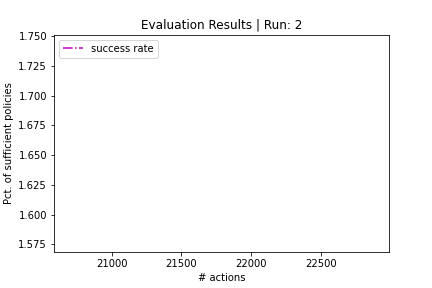 Evaluation Results | Run: 2
success rate
Pct. of sufficient policies
1.750
1.725
1.700
1.675
1.650
1.625
1.600
1.575
21000 21500 22000 22500
# actions